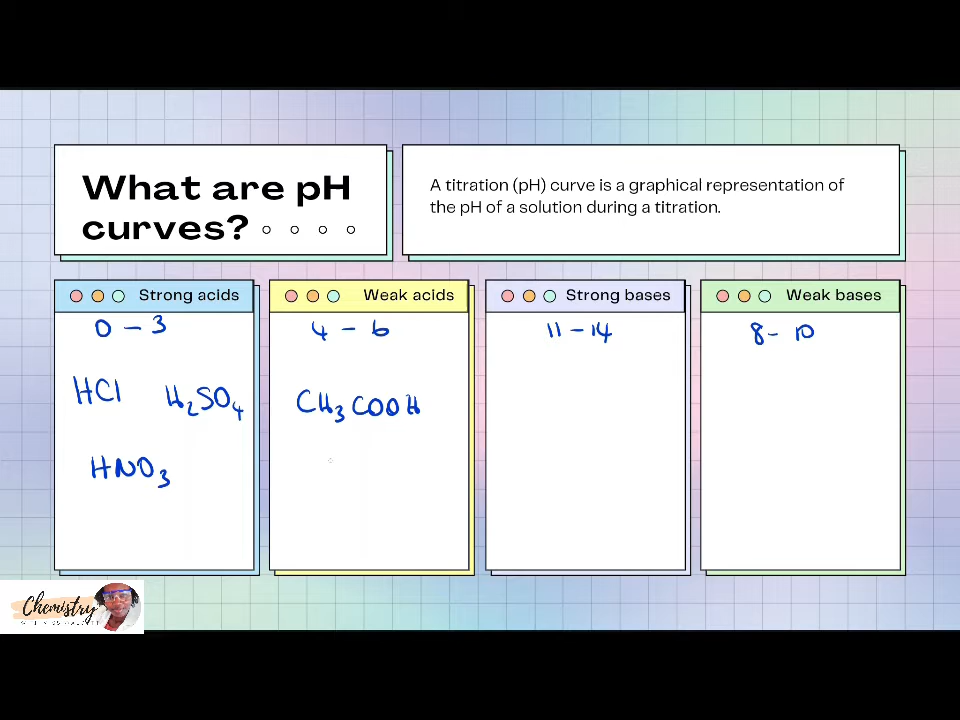 What are pH
curves?
A titration (pH) curve is a graphical representation of
the pH of a solution during a titration.
Strong acids
0 - 3
HCl H₂SO₄
HNO₃
Weak acids
4 - 6
CH₃COOH
Strong bases
11 - 14
Weak bases
8 - 10
Chemistry